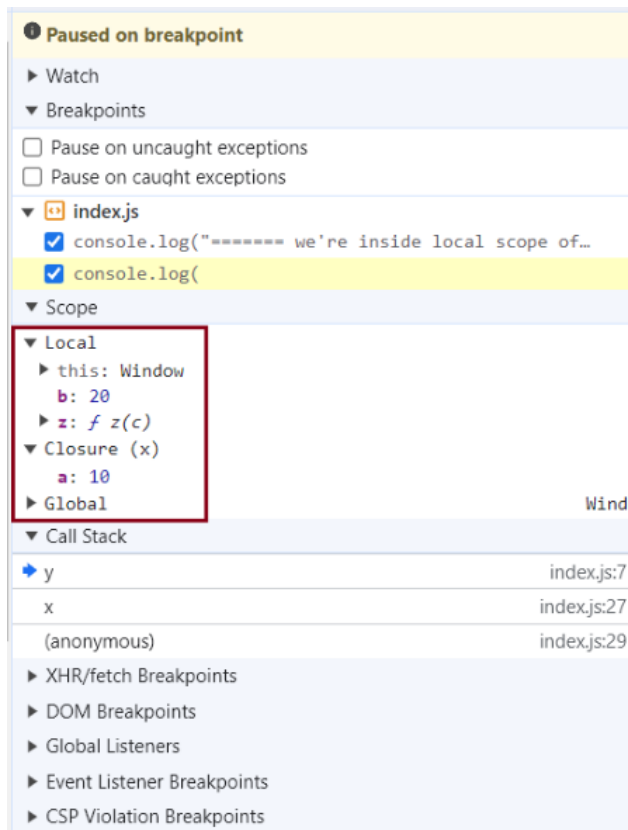 Paused on breakpoint
Watch
Breakpoints
Pause on uncaught exceptions
Pause on caught exceptions
index.js
console.log("======= we're inside local scope of…
console.log(
Scope
Local
this: Window
b: 20
z: ƒ z(c)
Closure (x)
a: 10
Global Wind
Call Stack
y index.js:7
x index.js:27
(anonymous) index.js:29
XHR/fetch Breakpoints
DOM Breakpoints
Global Listeners
Event Listener Breakpoints
CSP Violation Breakpoints